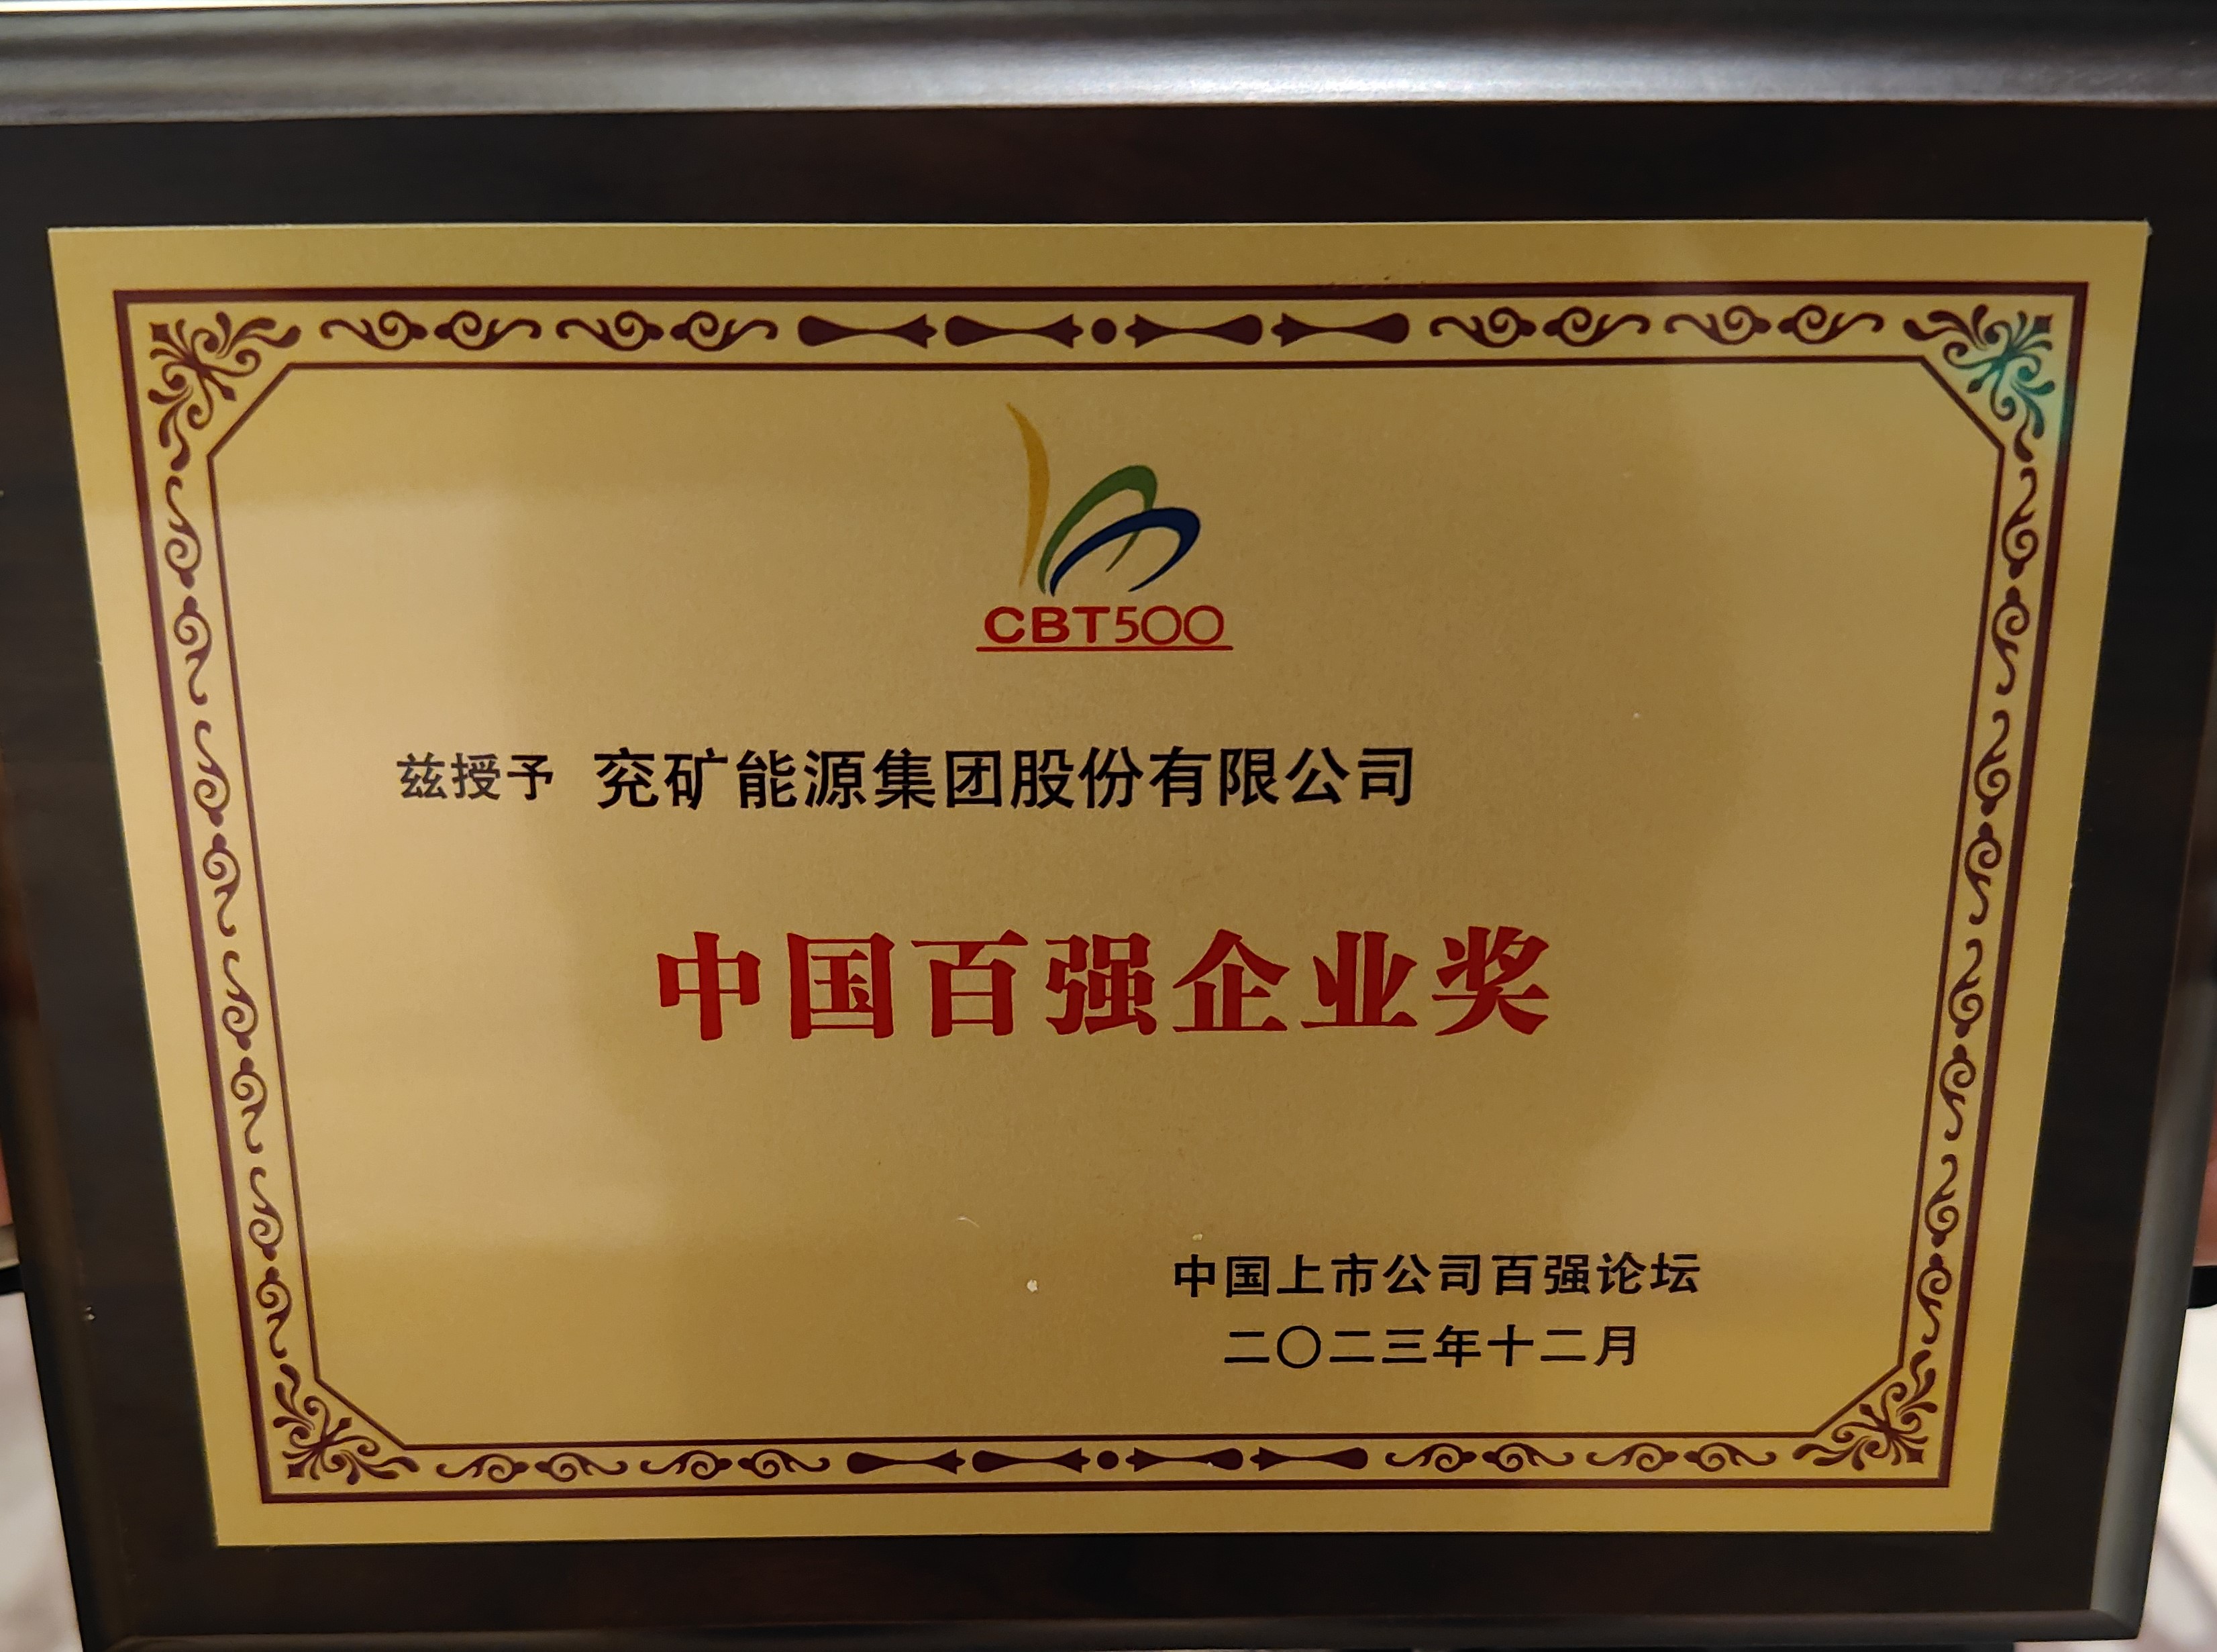 CBT500
兹授予 兖矿能源集团股份有限公司
中国百强企业奖
中国上市公司百强论坛
二〇二三年十二月